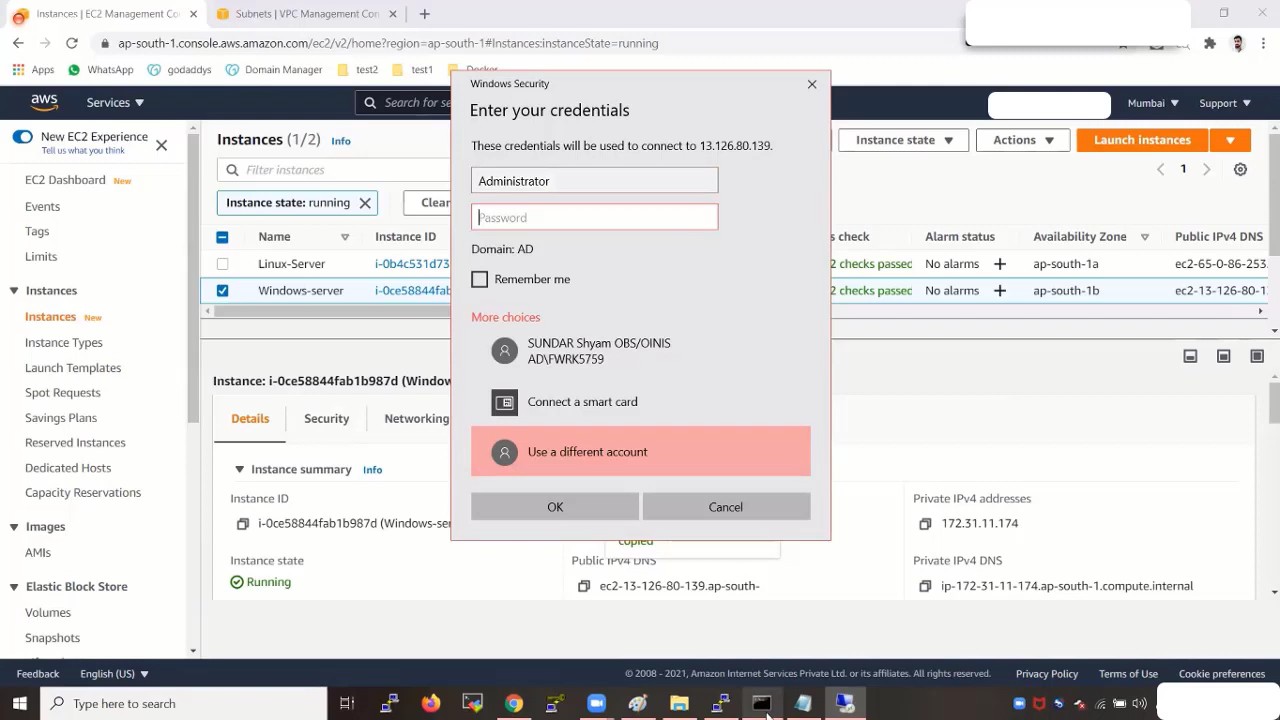 Instances | EC2 Management Con
Subnets | VPC Management Con
ap-south-1.console.aws.amazon.com/ec2/v2/home?region=ap-south-1#Instances:instanceState=running
Apps
WhatsApp
godaddys
Domain Manager
test2
test1
Edition
aws
Services
Search for se
Mumbai
Support
New EC2 Experience
Tell us what you think
EC2 Dashboard New
Events
Tags
Limits
Instances
Instances New
Instance Types
Launch Templates
Spot Requests
Savings Plans
Reserved Instances
Dedicated Hosts
Capacity Reservations
Images
AMIs
Elastic Block Store
Volumes
Snapshots
Instances (1/2) Info
Instance state
Actions
Launch instances
Filter instances
1
Instance state: running
Clear
Name
Instance ID
s check
Alarm status
Availability Zone
Public IPv4 DNS
Linux-Server
i-0b4c531d73
2 checks passed
No alarms
ap-south-1a
ec2-65-0-86-253.
Windows-server
i-0ce58844fab
2 checks passed
No alarms
ap-south-1b
ec2-13-126-80-1
Windows Security
Enter your credentials
These credentials will be used to connect to 13.126.80.139.
Administrator
Password
Domain: AD
Remember me
More choices
SUNDAR Shyam OBS/OINIS
AD\FWRK5759
Connect a smart card
Use a different account
OK
Cancel
Instance: i-0ce58844fab1b987d (Window
Details
Security
Networking
Instance summary Info
Instance ID
i-0ce58844fab1b987d (Windows-ser
Instance state
Running
copied
Public IPv4 DNS
ec2-13-126-80-139.ap-south-
Private IPv4 addresses
172.31.11.174
Private IPv4 DNS
ip-172-31-11-174.ap-south-1.compute.internal
Feedback
English (US)
© 2008 - 2021, Amazon Internet Services Private Ltd. or its affiliates. All rights reserved.
Privacy Policy
Terms of Use
Cookie preferences
Type here to search